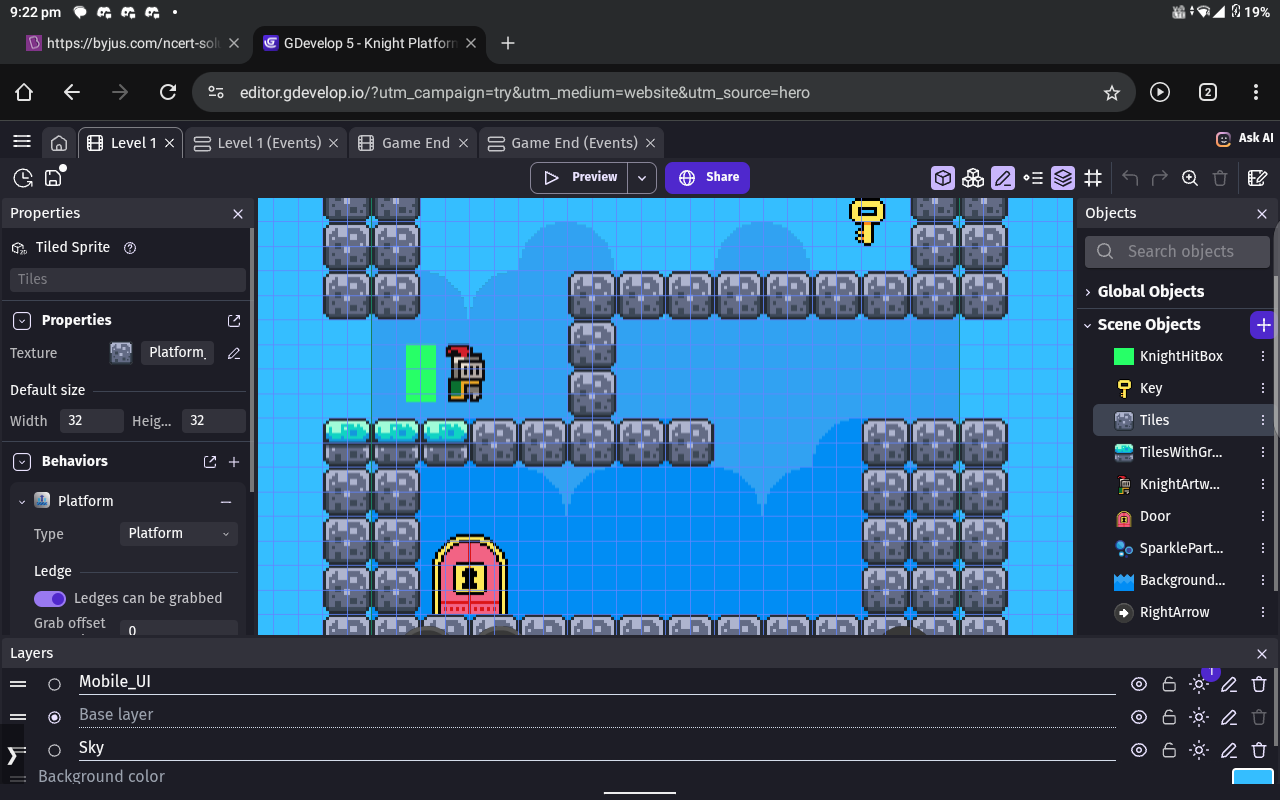 9:22 pm
19%
https://byjus.com/ncert-solu
GDevelop 5 - Knight Platform
editor.gdevelop.io/?utm_campaign=try&utm_medium=website&utm_source=hero
2
Level 1
Level 1 (Events)
Game End
Game End (Events)
Ask AI
Preview
Share
Properties
Objects
Tiled Sprite
Search objects
Tiles
Global Objects
Properties
Scene Objects
Texture
Platform_
KnightHitBox
Default size
Key
Width
32
Heig...
32
Tiles
Behaviors
TilesWithGr...
Platform
KnightArtw...
Type
Platform
Door
Ledge
SparklePart...
Ledges can be grabbed
Background...
Grab offset
0
RightArrow
Layers
Mobile_UI
1
Base layer
Sky
Background color